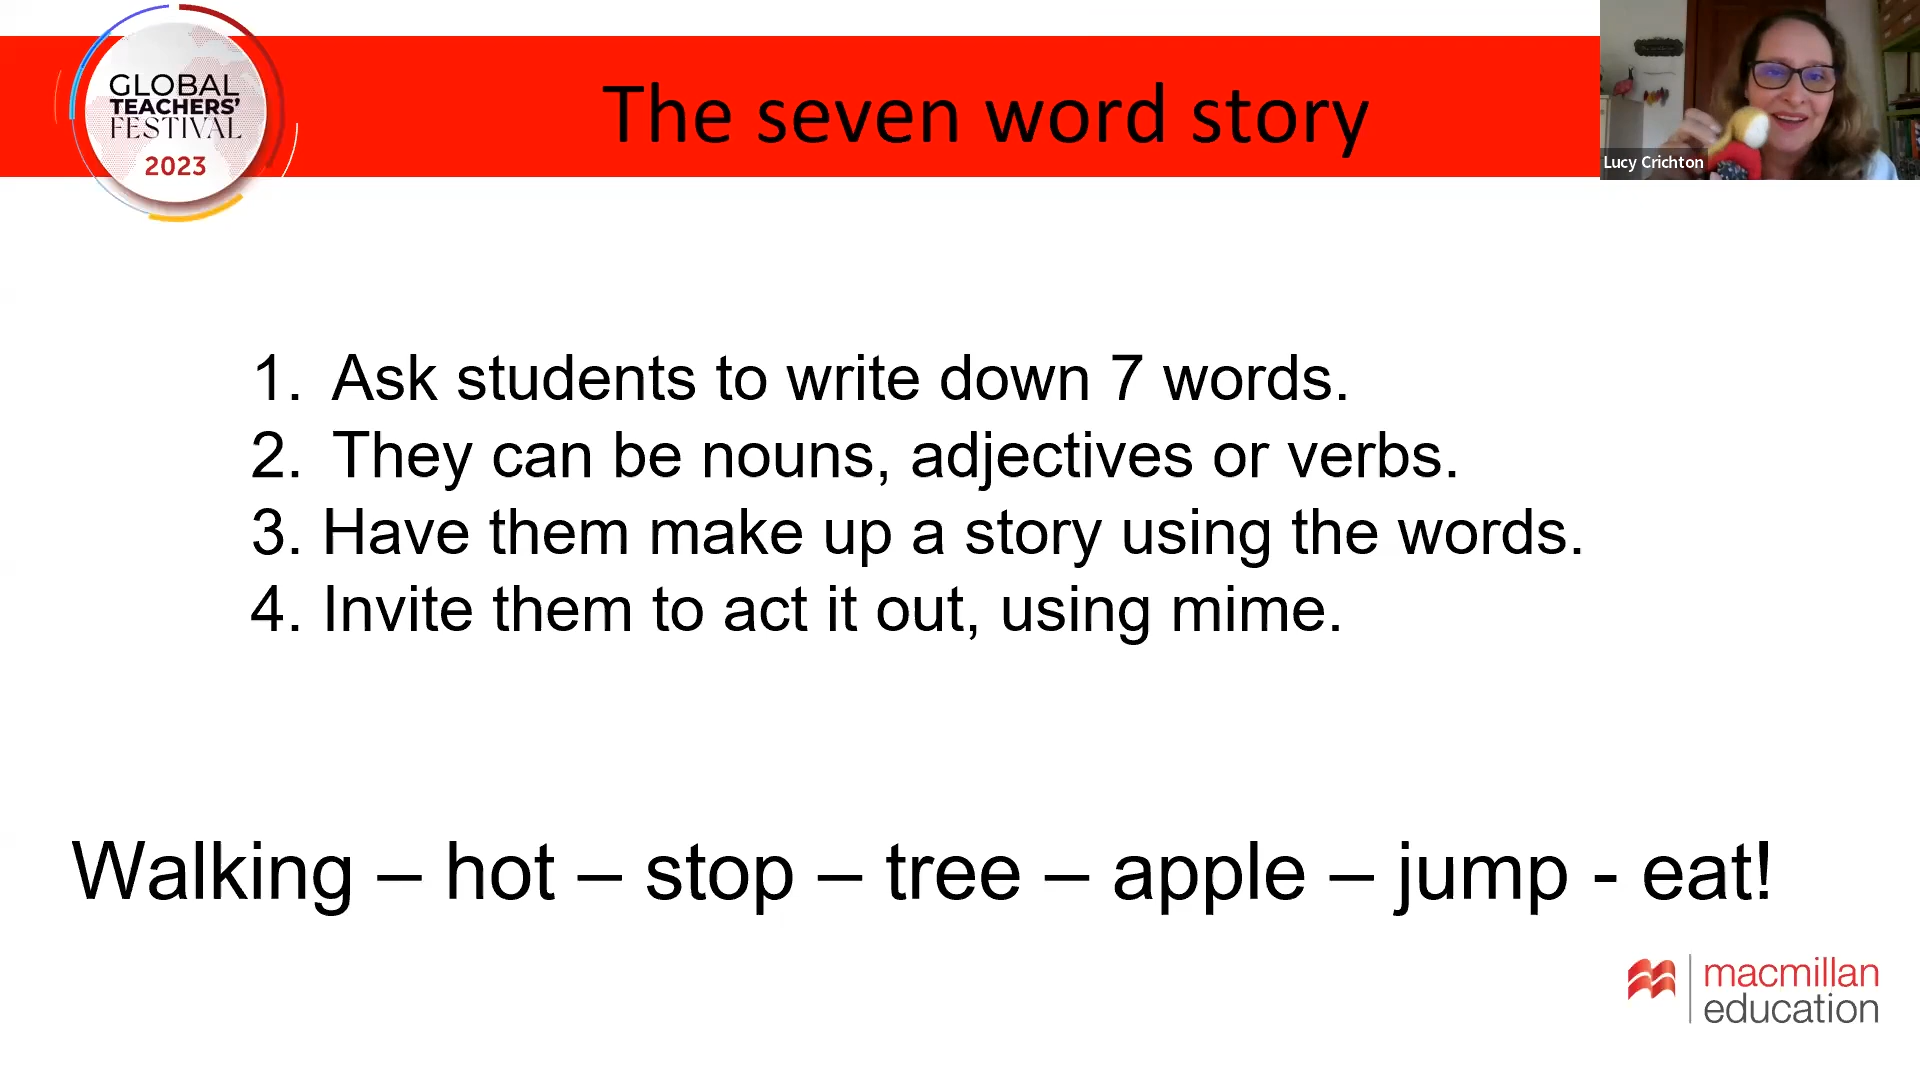 GLOBAL
TEACHERS'
FESTIVAL
2023
The seven word story
Lucy Crichton
1. Ask students to write down 7 words.
2. They can be nouns, adjectives or verbs.
3. Have them make up a story using the words.
4. Invite them to act it out, using mime.
Walking – hot – stop – tree – apple – jump - eat!
macmillan
education